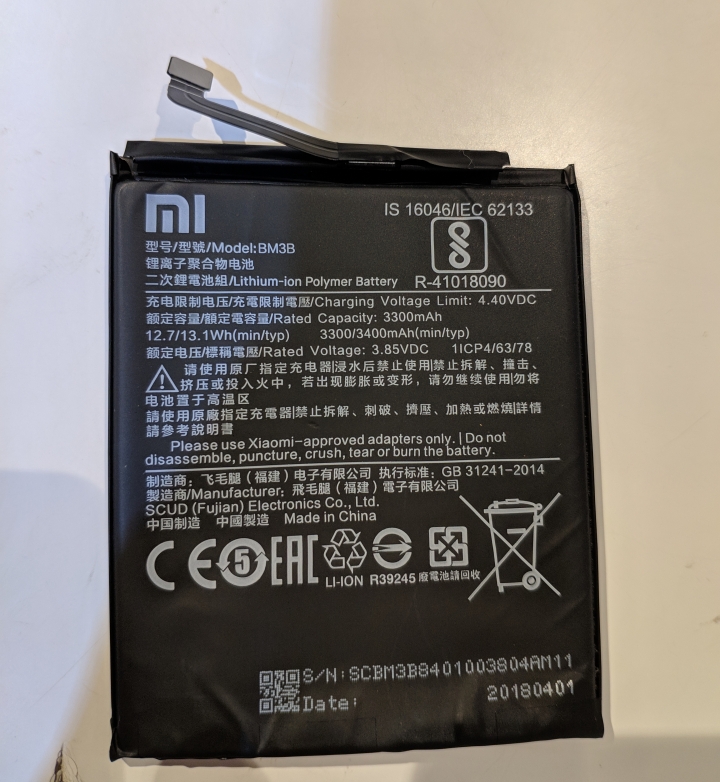 mi
IS 16046/IEC 62133
R-41018090
型号/型號/Model:BM3B
锂离子聚合物电池
二次鋰電池組/Lithium-ion Polymer Battery
充电限制电压/充電限制電壓/Charging Voltage Limit: 4.40VDC
额定容量/額定電容量/Rated Capacity: 3300mAh
12.7/13.1Wh(min/typ) 3300/3400mAh(min/typ)
额定电压/標稱電壓/Rated Voltage: 3.85VDC 1ICP4/63/78
请使用原厂指定充电器|浸水后禁止使用|禁止拆解、撞击、
挤压或投入火中，若出现膨胀或变形，请勿继续使用|勿将
电池置于高温区
請使用原廠指定充電器|禁止拆解、刺破、擠壓、加熱或燃燒|詳情
請參考說明書
Please use Xiaomi-approved adapters only. | Do not
disassemble, puncture, crush, tear or burn the battery.
制造商：飞毛腿（福建）电子有限公司 执行标准：GB 31241-2014
製造商/Manufacturer：飛毛腿（福建）電子有限公司
SCUD (Fujian) Electronics Co., Ltd.
中国制造 中國製造 Made in China
CE 5 EAC
LI-ION R39245 廢電池請回收
S/N:SCBM3B8401003804AM11
Date: 20180401